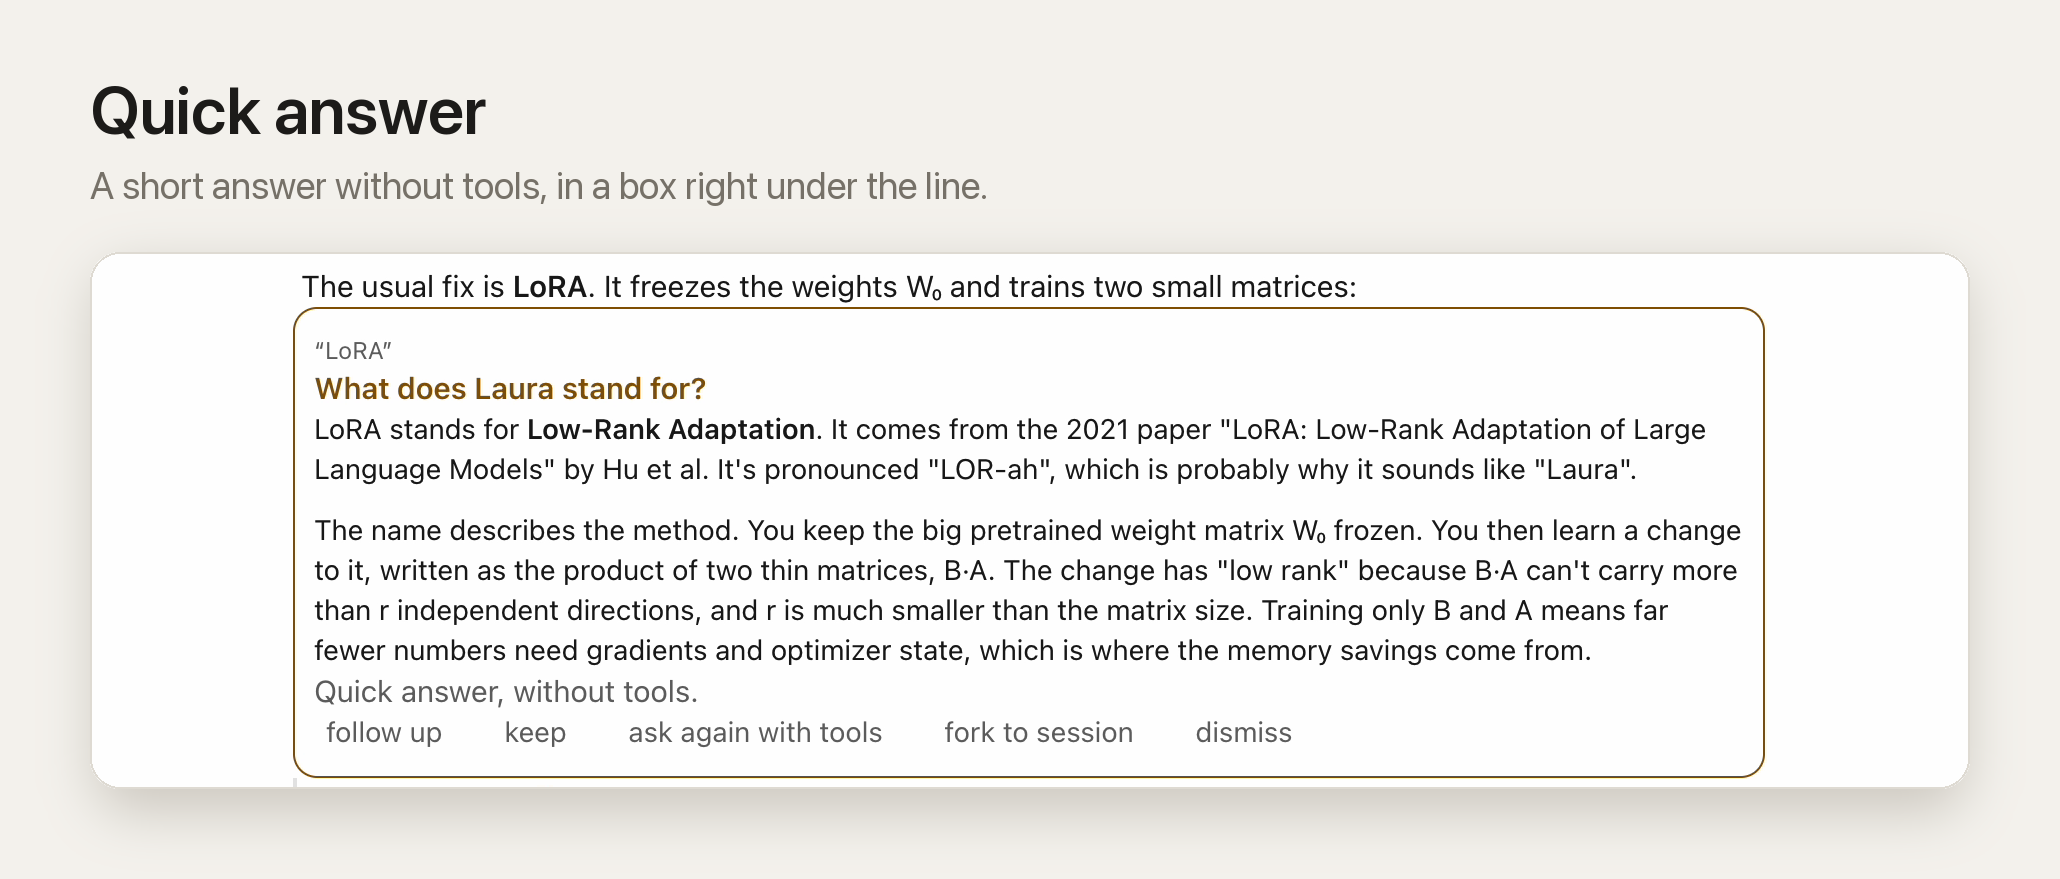 Quick answer
A short answer without tools, in a box right under the line.
The usual fix is LoRA. It freezes the weights W₀ and trains two small matrices:
“LoRA”
What does Laura stand for?
LoRA stands for Low-Rank Adaptation. It comes from the 2021 paper "LoRA: Low-Rank Adaptation of Large
Language Models" by Hu et al. It's pronounced "LOR-ah", which is probably why it sounds like "Laura".
The name describes the method. You keep the big pretrained weight matrix W₀ frozen. You then learn a change
to it, written as the product of two thin matrices, B·A. The change has "low rank" because B·A can't carry more
than r independent directions, and r is much smaller than the matrix size. Training only B and A means far
fewer numbers need gradients and optimizer state, which is where the memory savings come from.
Quick answer, without tools.
follow up keep ask again with tools fork to session dismiss